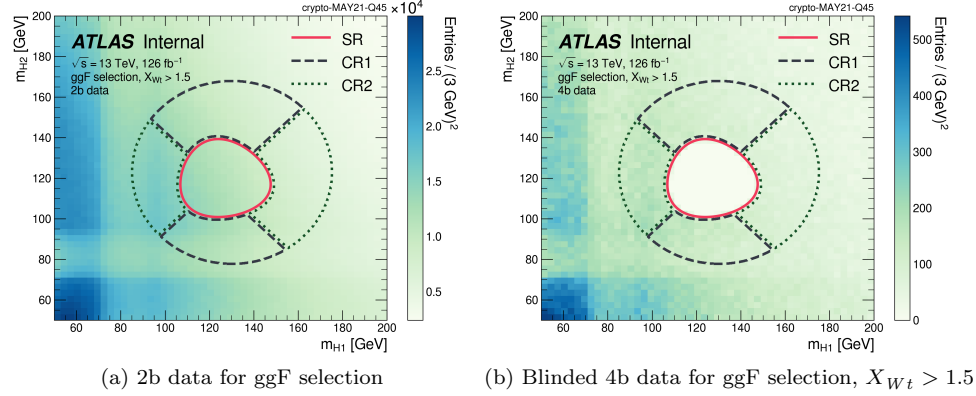 crypto-MAY21-Q45 ×10⁴
ATLAS Internal
√s = 13 TeV, 126 fb⁻¹
ggF selection, X_Wt > 1.5
2b data
SR
CR1
CR2
m_H2 [GeV]
200
180
160
140
120
100
80
60
60 80 100 120 140 160 180 200
m_H1 [GeV]
2.5
2.0
1.5
1.0
0.5
Entries / (3 GeV)²
(a) 2b data for ggF selection
crypto-MAY21-Q45
ATLAS Internal
√s = 13 TeV, 126 fb⁻¹
ggF selection, X_Wt > 1.5
4b data
SR
CR1
CR2
m_H2 [GeV]
200
180
160
140
120
100
80
60
60 80 100 120 140 160 180 200
m_H1 [GeV]
500
400
300
200
100
0
Entries / (3 GeV)²
(b) Blinded 4b data for ggF selection, X_Wt > 1.5